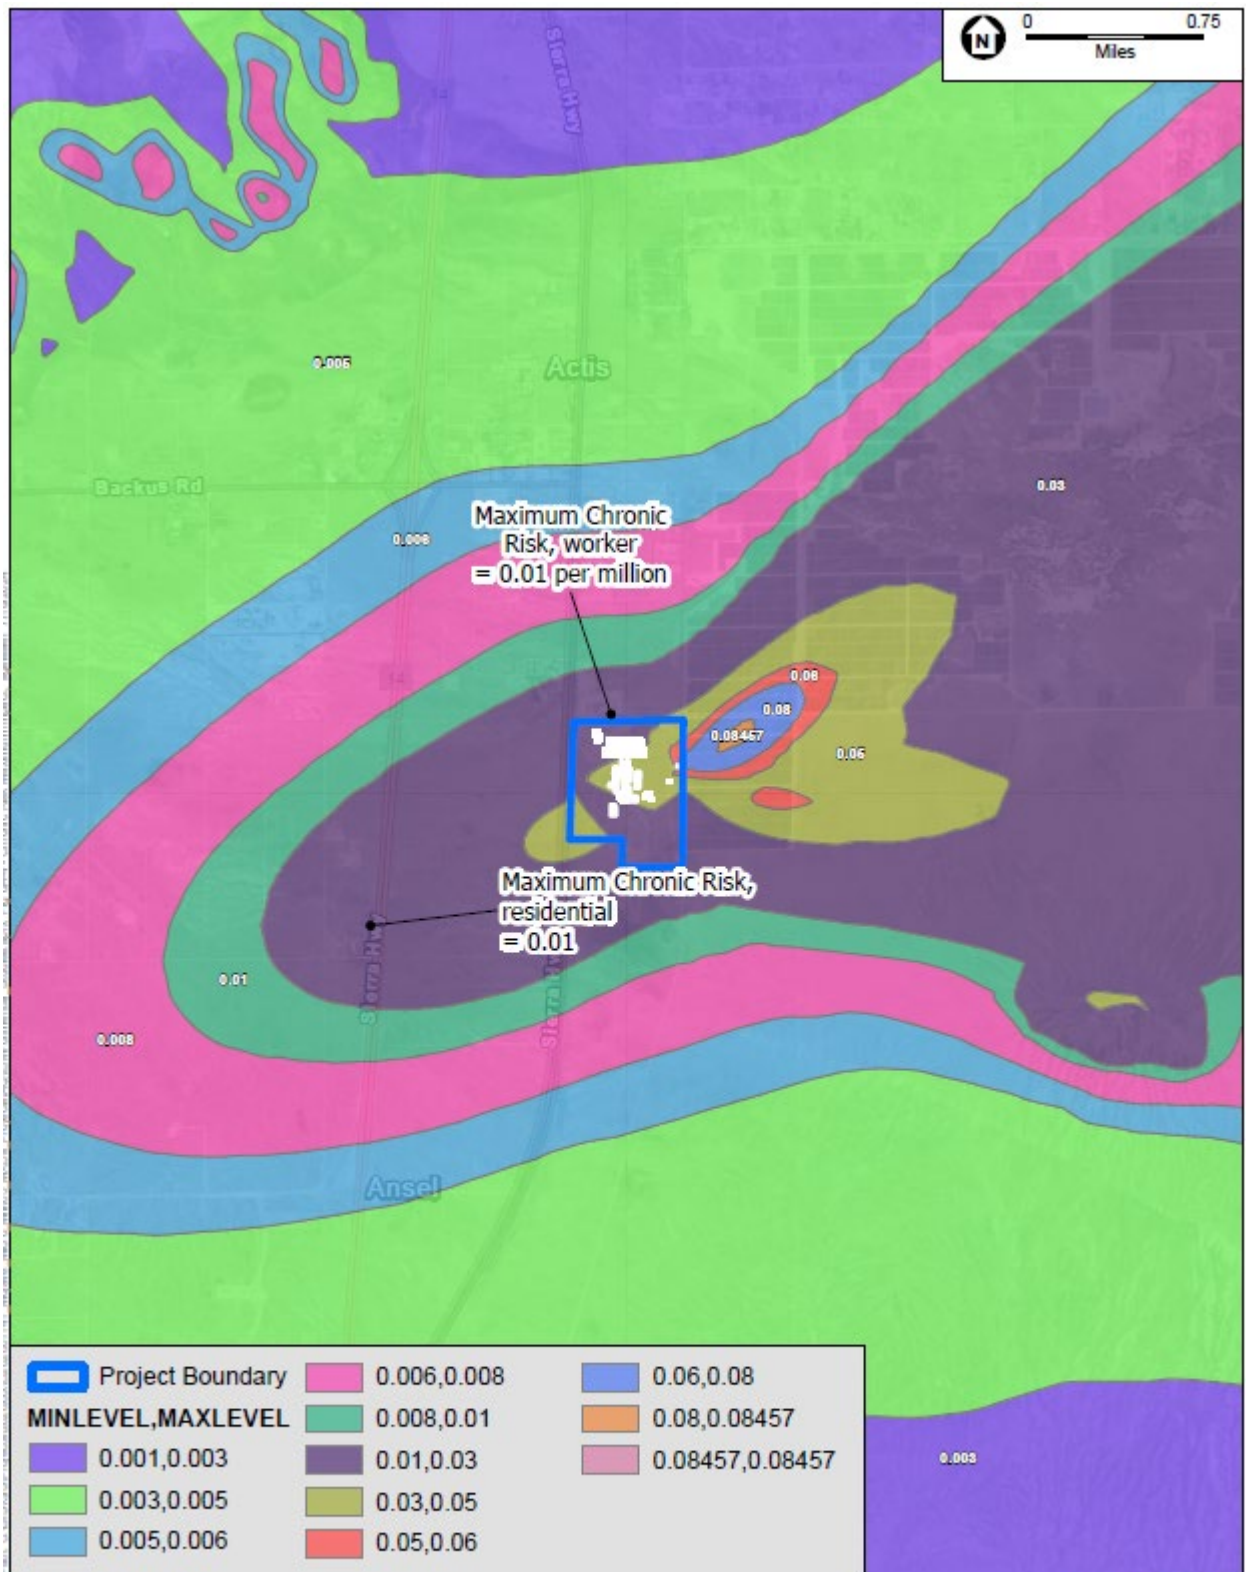 0 0.75
N
Miles
Sierra Hwy
14
0.005
Actis
0.03
Backus Rd
0.006
Maximum Chronic
Risk, worker
= 0.01 per million
14
0.06
0.08
0.08457
0.05
Maximum Chronic Risk,
residential
= 0.01
Sierra Hwy
Sierra Hwy
0.01
0.008
Ansel
Project Boundary
MINLEVEL,MAXLEVEL
0.001,0.003
0.003,0.005
0.005,0.006
0.006,0.008
0.008,0.01
0.01,0.03
0.03,0.05
0.05,0.06
0.06,0.08
0.08,0.08457
0.08457,0.08457
0.003